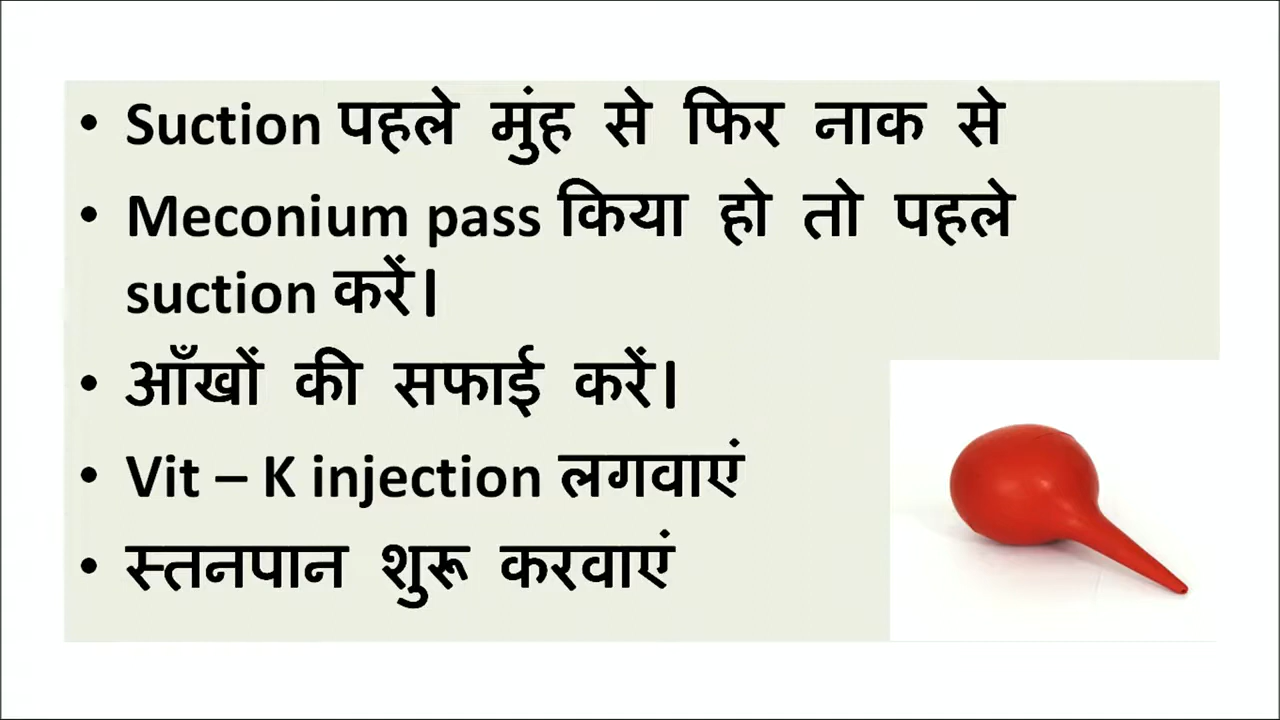 • Suction पहले मुंह से फिर नाक से
• Meconium pass किया हो तो पहले
suction करें।
• आँखों की सफाई करें।
• Vit – K injection लगवाएं
• स्तनपान शुरू करवाएं